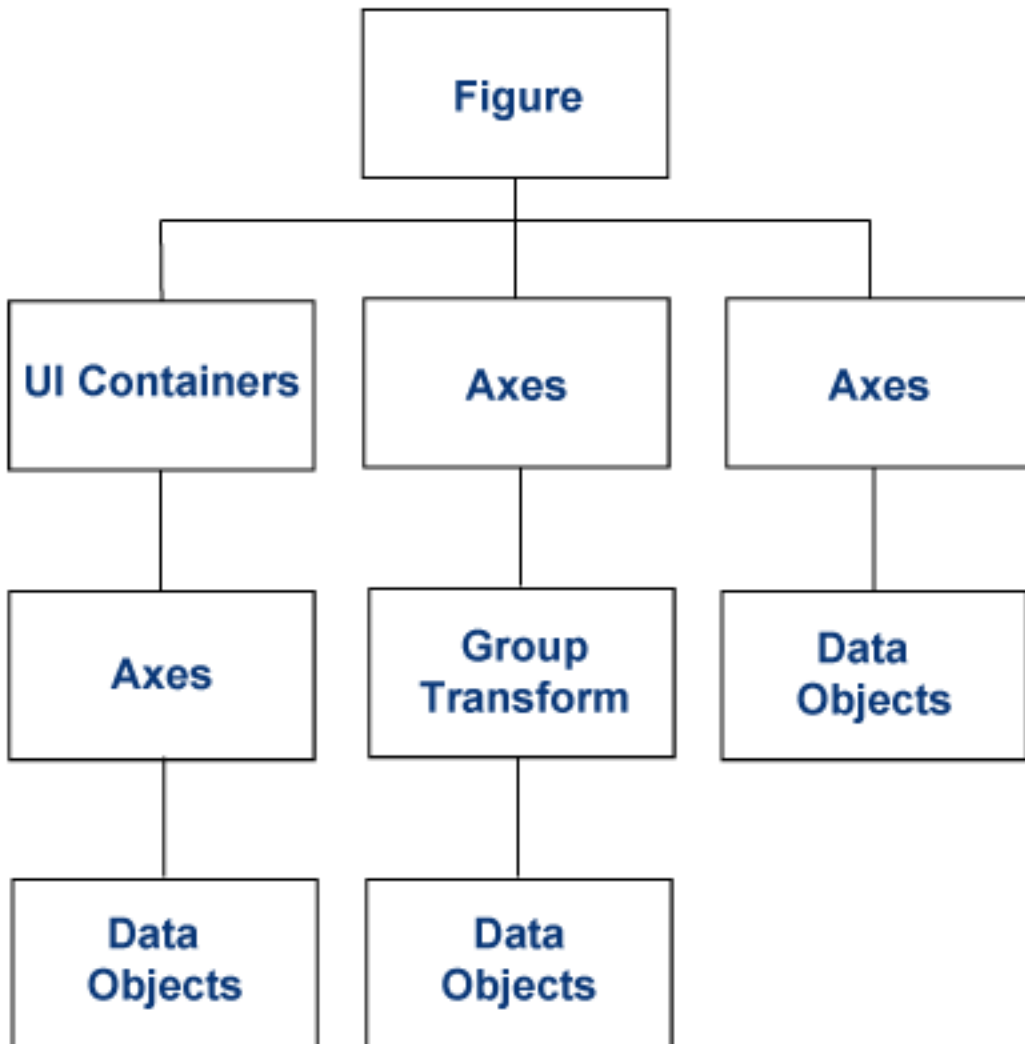 Figure
UI Containers
Axes
Axes
Axes
Group
Transform
Data
Objects
Data
Objects
Data
Objects